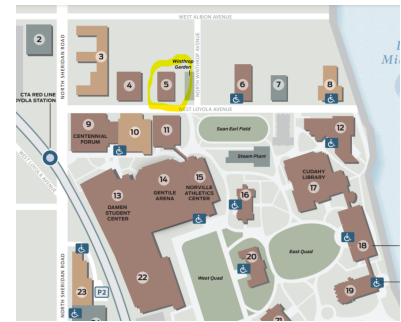 WEST ALBION AVENUE
2
3
NORTH SHERIDAN ROAD
Winthrop
Garden
NORTH WINTHROP AVENUE
4
5
6
7
8
CTA RED LINE
OYOLA STATION
WEST LOYOLA AVENUE
9
CENTENNIAL
FORUM
10
11
Sean Earl Field
12
Steam Plant
CUDAHY
LIBRARY
17
13
DAMEN
STUDENT
CENTER
14
GENTILE
ARENA
15
NORVILLE
ATHLETICS
CENTER
16
18
20
East Quad
West Quad
22
NORTH SHERIDAN ROAD
23
P2
19
21